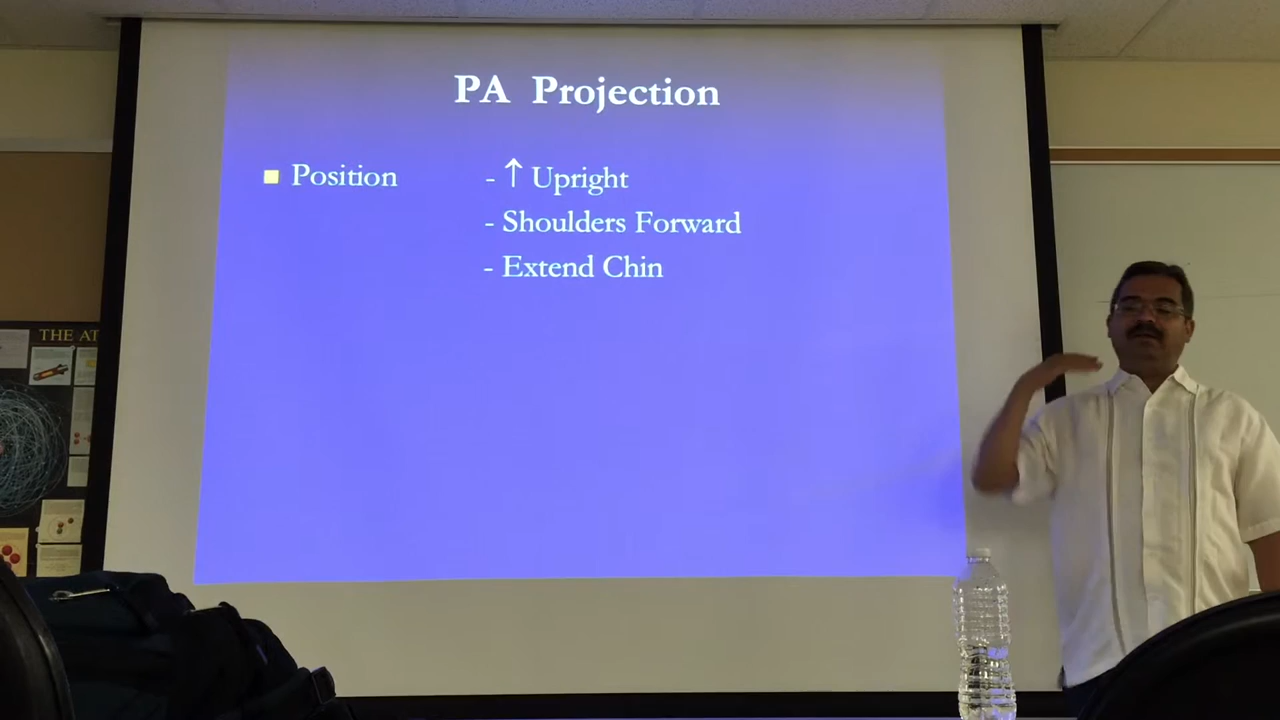 PA Projection
Position - ↑ Upright
- Shoulders Forward
- Extend Chin
THE AT